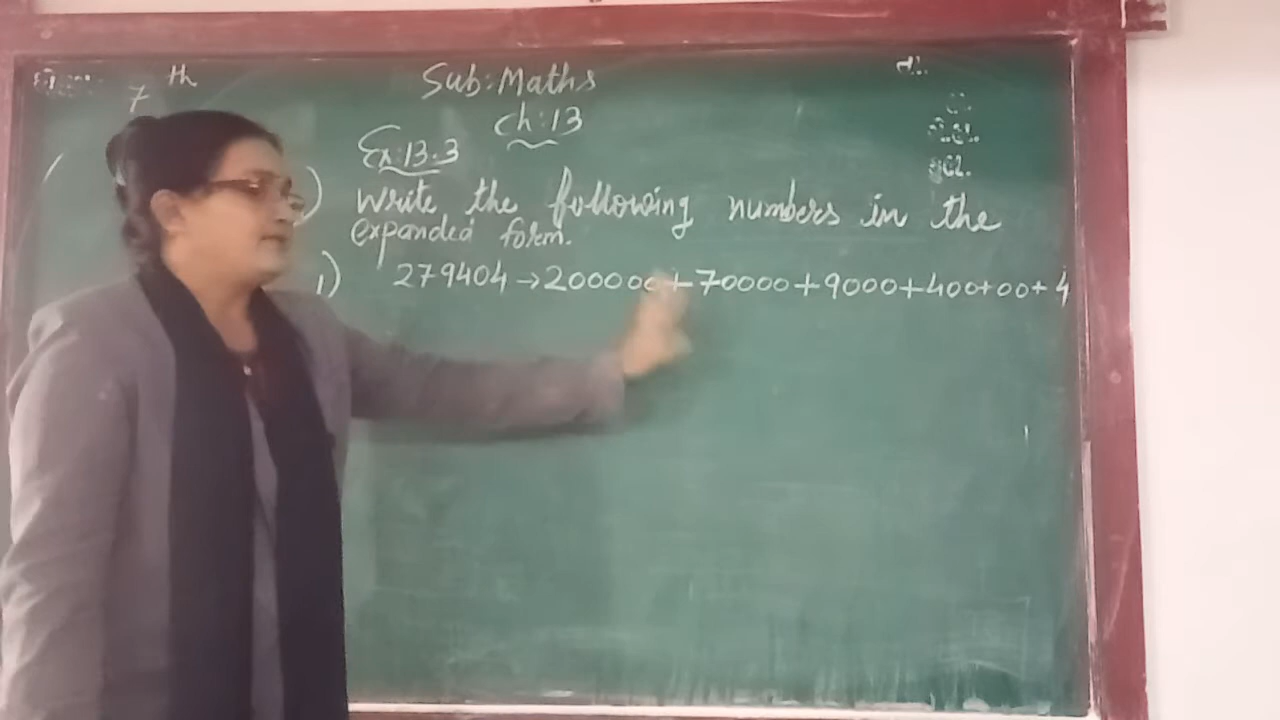 7th
Sub: Maths
Ch: 13
Ex: 13.3
) Write the following numbers in the
expanded form.
1) 279404 → 200000+70000+9000+400+00+4